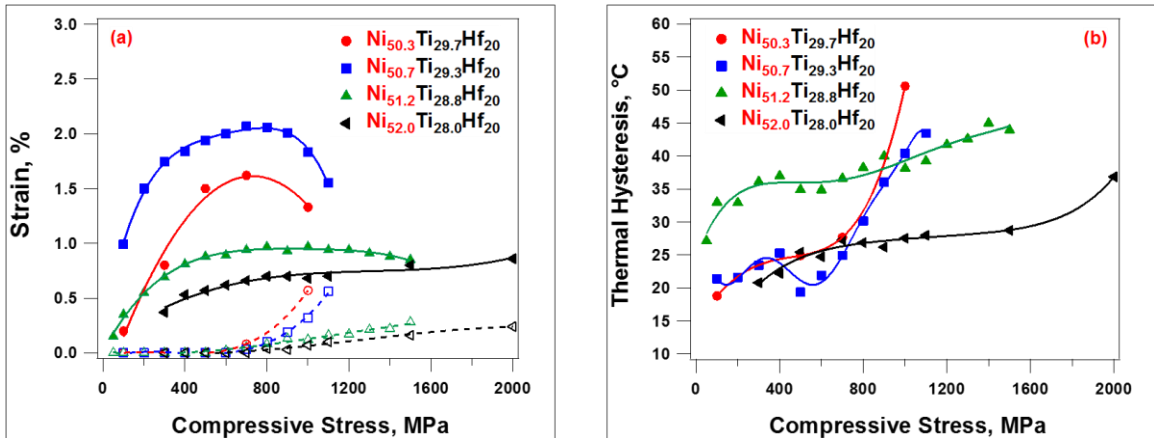 (a)
Ni50.3Ti29.7Hf20
Ni50.7Ti29.3Hf20
Ni51.2Ti28.8Hf20
Ni52.0Ti28.0Hf20
Strain, %
3.0
2.5
2.0
1.5
1.0
0.5
0.0
0 400 800 1200 1600 2000
Compressive Stress, MPa
(b)
Ni50.3Ti29.7Hf20
Ni50.7Ti29.3Hf20
Ni51.2Ti28.8Hf20
Ni52.0Ti28.0Hf20
Thermal Hysteresis, °C
60
55
50
45
40
35
30
25
20
15
10
0 400 800 1200 1600 2000
Compressive Stress, MPa